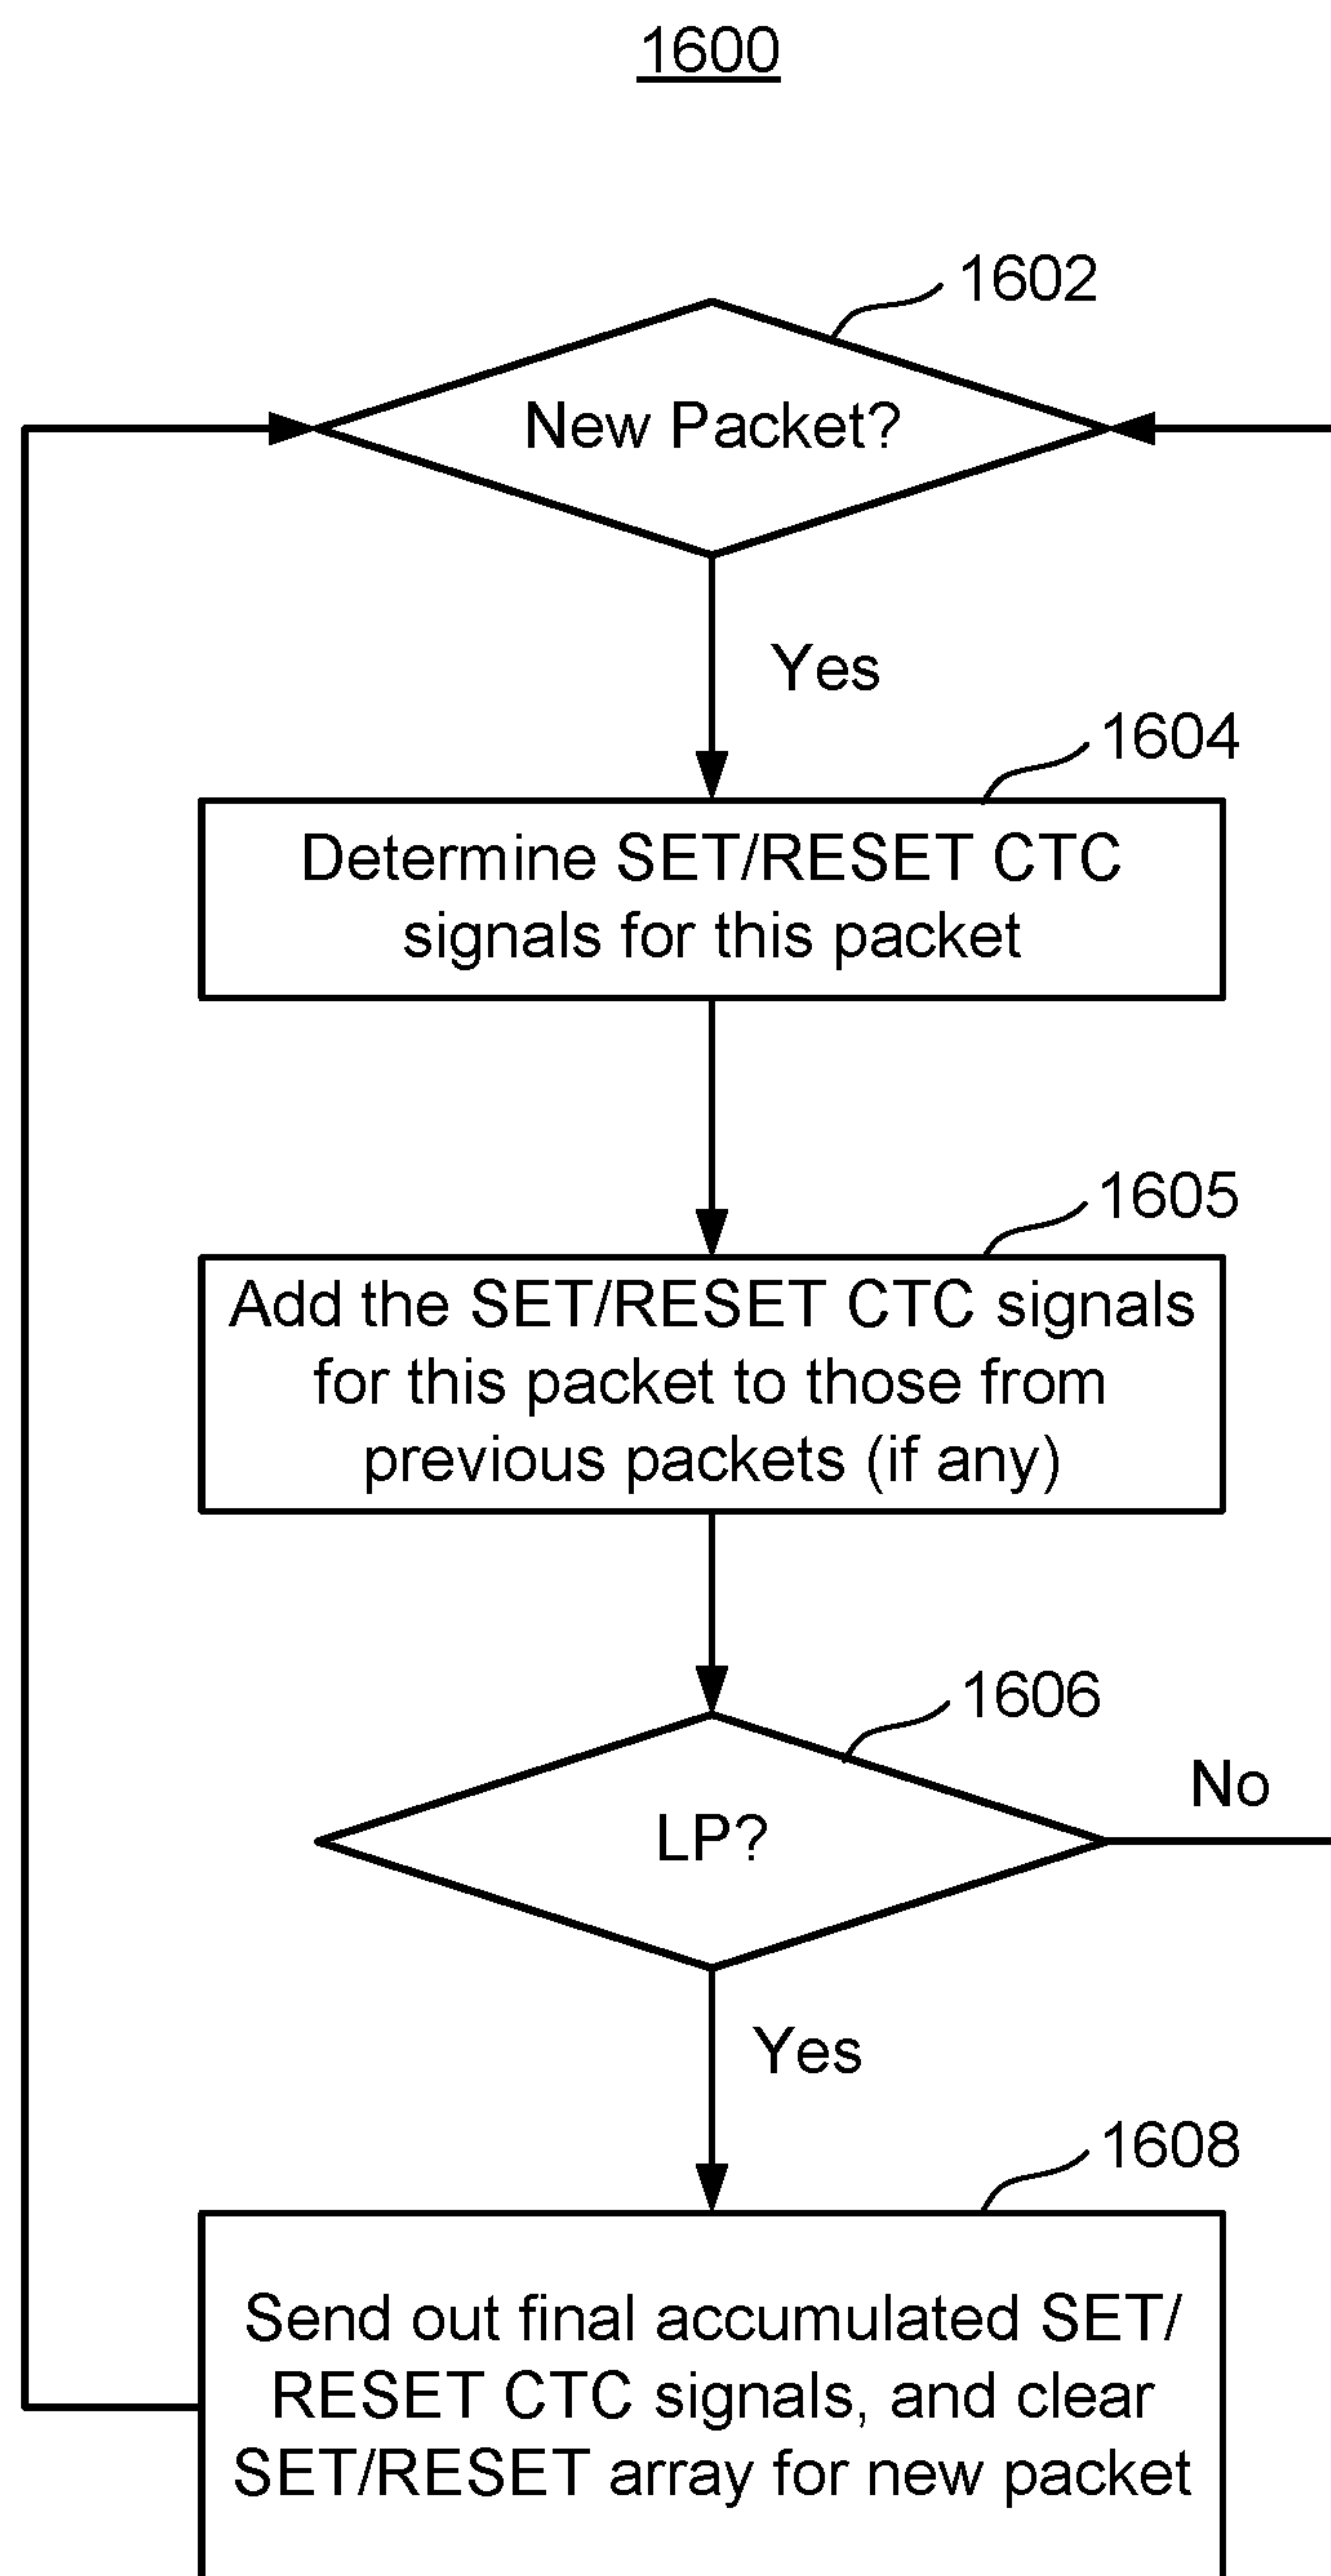 1600
1602
New Packet?
Yes
1604
Determine SET/RESET CTC
signals for this packet
1605
Add the SET/RESET CTC signals
for this packet to those from
previous packets (if any)
1606
No
LP?
Yes
1608
Send out final accumulated SET/
RESET CTC signals, and clear
SET/RESET array for new packet